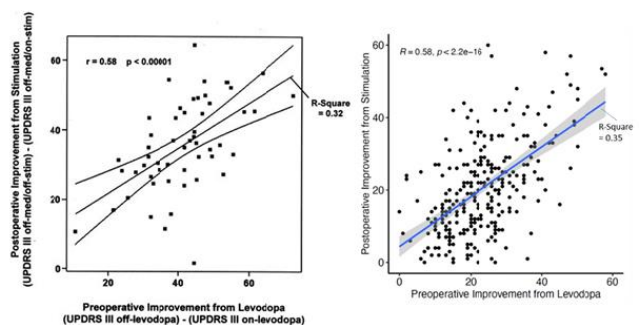 Postoperative Improvement from Stimulation
(UPDRS III off-med/off-stim) - (UPDRS III off-med/on-stim)
60
40
20
0
r = 0.58 p < 0.00001
R-Square
= 0.32
0 20 40 60 80
Preoperative Improvement from Levodopa
(UPDRS III off-levodopa) - (UPDRS III on-levodopa)
Postoperative Improvement from Stimulation
60
40
20
0
R = 0.58, p < 2.2e-16
R-Square
= 0.35
0 20 40 60
Preoperative Improvement from Levodopa